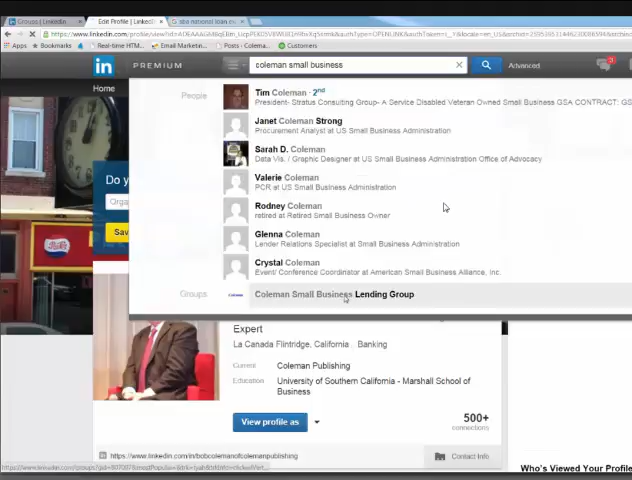 Groups | LinkedIn
Edit Profile | LinkedIn
Apps
Bookmarks
Real-time HTM...
Email Marketin...
Posts - Colema...
Customers
in
PREMIUM
coleman small business
Advanced
3
Home
People
Tim Coleman · 2nd
President- Stratus Consulting Group- A Service Disabled Veteran Owned Small Business GSA CONTRACT:
Janet Coleman Strong
Procurement Analyst at US Small Business Administration
Sarah D. Coleman
Data Vis. / Graphic Designer at US Small Business Administration Office of Advocacy
Valerie Coleman
PCR at US Small Business Administration
Rodney Coleman
retired at Retired Small Business Owner
Glenna Coleman
Lender Relations Specialist at Small Business Administration
Crystal Coleman
Event/ Conference Coordinator at American Small Business Alliance, Inc.
Groups
Coleman Small Business Lending Group
Do y
Orga
Sav
Expert
La Canada Flintridge, California
Banking
Current
Coleman Publishing
Education
University of Southern California - Marshall School of
Business
View profile as
500+
connections
https://www.linkedin.com/in/bobcolemanofcolemanpublishing
Contact Info
Who's Viewed Your Profile